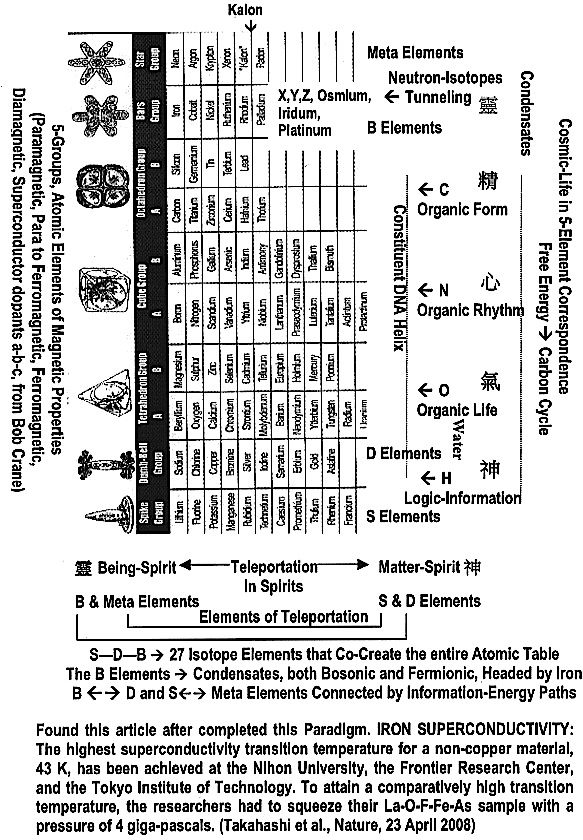 Kalon
Star Group
Neon Argon Krypton Xenon "Kalon" Radon
Meta Elements
Neutron-Isotopes
← Tunneling 靈
X,Y,Z, Osmium,
Iridum,
Platinum
B Elements
Bars Group
Iron Cobalt Nickel Ruthenium Rhodium Palladium
Octahedron Group
B
Silicon Germanium Tin Terbium Lead
A
Carbon Titanium Zirconium Cerium Hafnium Thorium
Cube Group
B
Aluminum Phosphorus Gallium Arsenic Indium Antimony Gandolinium Dysprosium Thallium Bismuth
A
Boron Nitrogen Scandium Vanadium Yttrium Niobium Lanthanum Praseodymium Lutetium Tantalum Actinium Protactinium
Tetrahedron Group
B
Magnesium Sulphur Zinc Selenium Cadmium Tellurium Europium Holmium Mercury Polonium
A
Beryllium Oxygen Calcium Chromium Strontium Molybdenum Barium Neodymium Ytterbium Tungsten Radium Uranium
Dumb-Bell Group
Sodium Chlorine Copper Bromine Silver Iodine Samarium Erbium Gold Astatine
Spike Group
Lithium Fluorine Potassium Manganese Rubidium Technetium Caesium Promethium Thulium Rhenium Francium
精
← C
Organic Form
心
← N
Organic Rhythm
氣
← O
Organic Life
Water
D Elements
神
← H
Logic-Information
S Elements
Constituent DNA Helix
Condensates
Cosmic-Life in 5-Element Correspondence
Free Energy → Carbon Cycle
5-Groups, Atomic Elements of Magnetic Properties
(Paramagnetic, Para to Ferromagnetic, Ferromagnetic,
Diamagnetic, Superconductor dopants a-b-c, from Bob Crane)
靈 Being-Spirit ← Teleportation → Matter-Spirit 神
In Spirits
B & Meta Elements S & D Elements
Elements of Teleportation
S—D—B → 27 Isotope Elements that Co-Create the entire Atomic Table
The B Elements → Condensates, both Bosonic and Fermionic, Headed by Iron
B ←→ D and S←→ Meta Elements Connected by Information-Energy Paths
Found this article after completed this Paradigm. IRON SUPERCONDUCTIVITY:
The highest superconductivity transition temperature for a non-copper material,
43 K, has been achieved at the Nihon University, the Frontier Research Center,
and the Tokyo Institute of Technology. To attain a comparatively high transition
temperature, the researchers had to squeeze their La-O-F-Fe-As sample with a
pressure of 4 giga-pascals. (Takahashi et al., Nature, 23 April 2008)